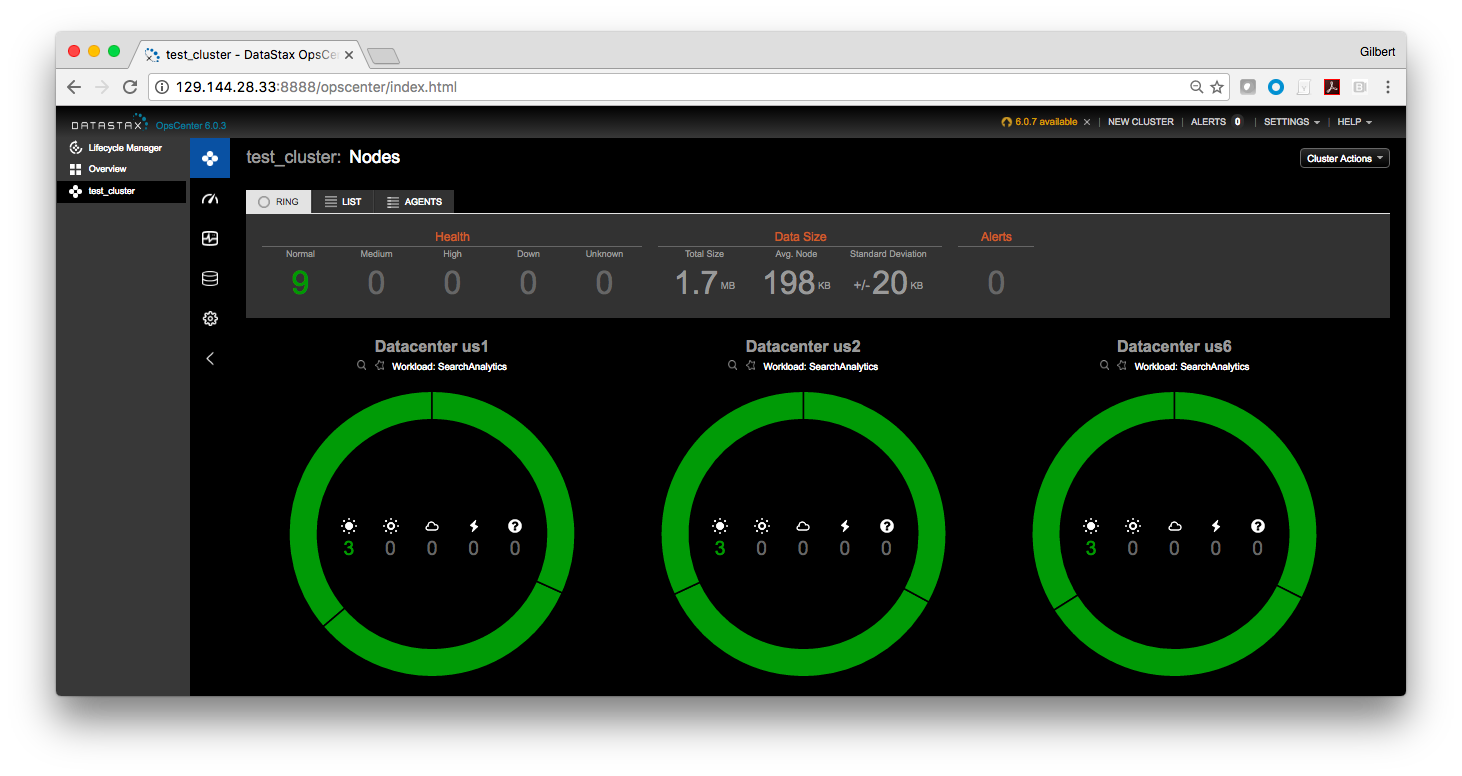 test_cluster - DataStax OpsCe
Gilbert
129.144.28.33:8888/opscenter/index.html
DATASTAX OpsCenter 6.0.3
6.0.7 available × | NEW CLUSTER | ALERTS 0 | SETTINGS | HELP
Lifecycle Manager
Overview
test_cluster
test_cluster: Nodes
Cluster Actions
RING LIST AGENTS
Health Data Size Alerts
Normal Medium High Down Unknown Total Size Avg. Node Standard Deviation
9 0 0 0 0 1.7 MB 198 KB +/-20 KB 0
Datacenter us1 Datacenter us2 Datacenter us6
Workload: SearchAnalytics Workload: SearchAnalytics Workload: SearchAnalytics
3 0 0 0 0 3 0 0 0 0 3 0 0 0 0